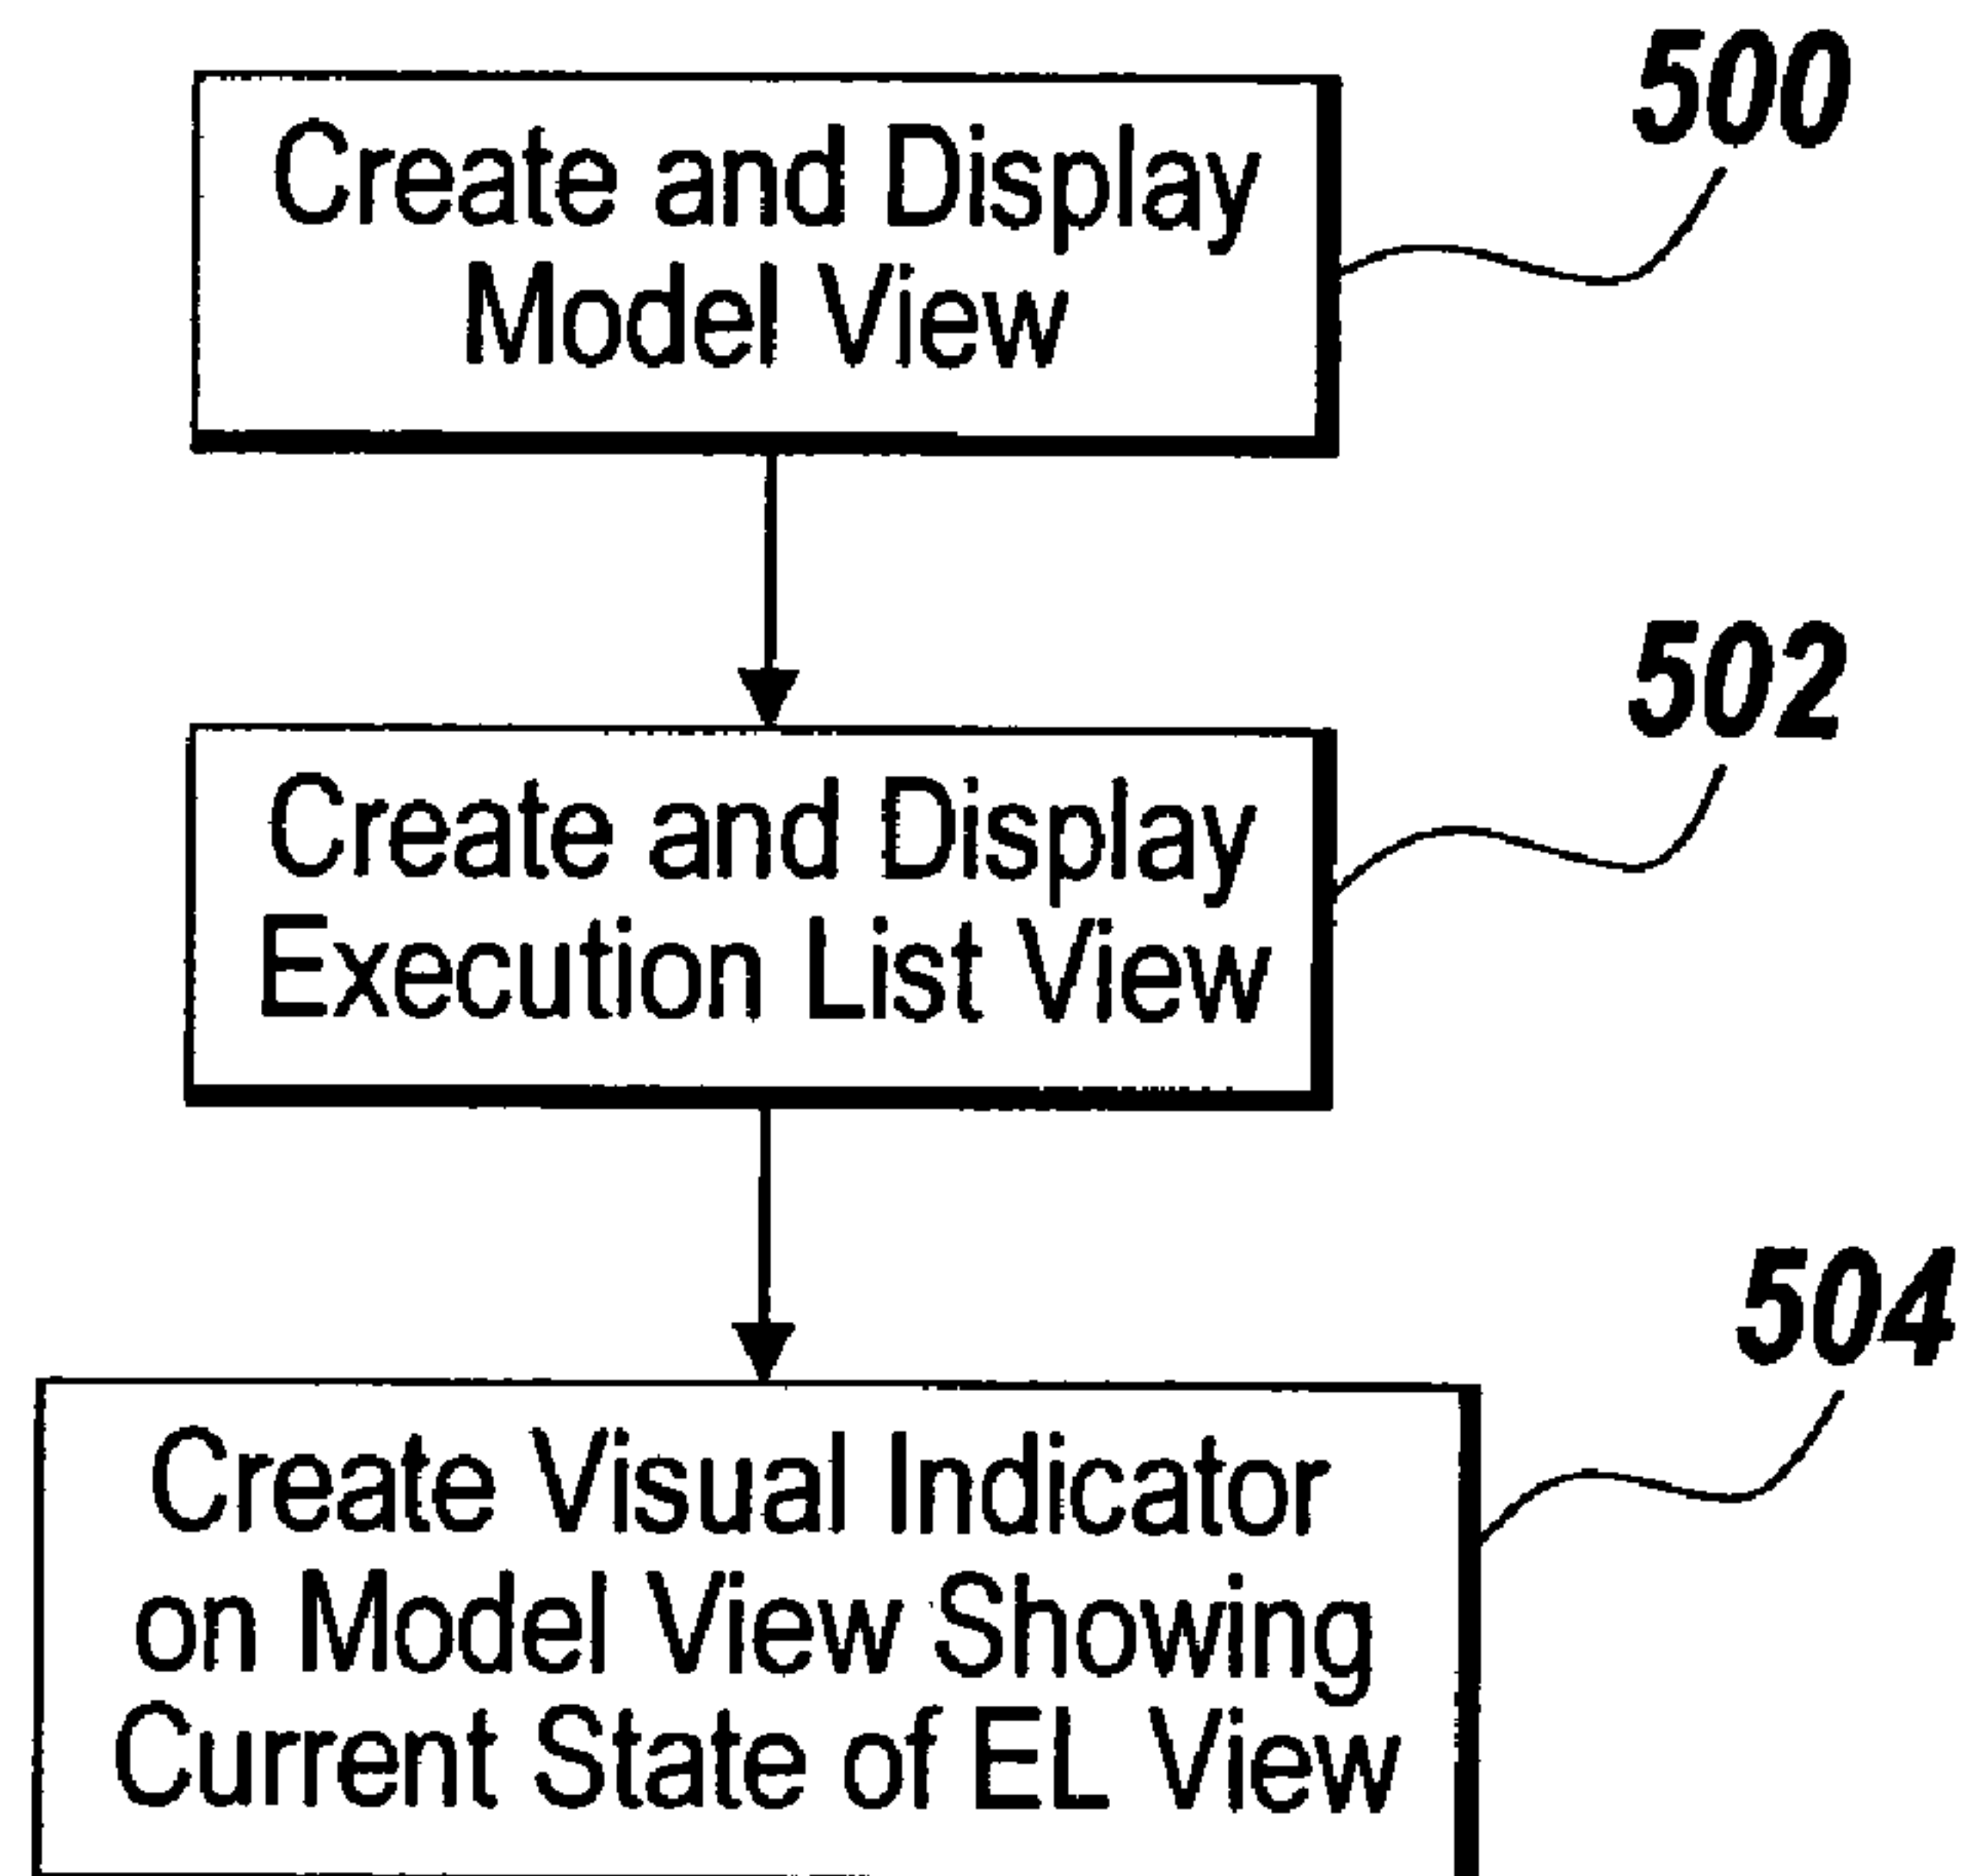 500
Create and Display
Model View
502
Create and Display
Execution List View
504
Create Visual Indicator
on Model View Showing
Current State of EL View